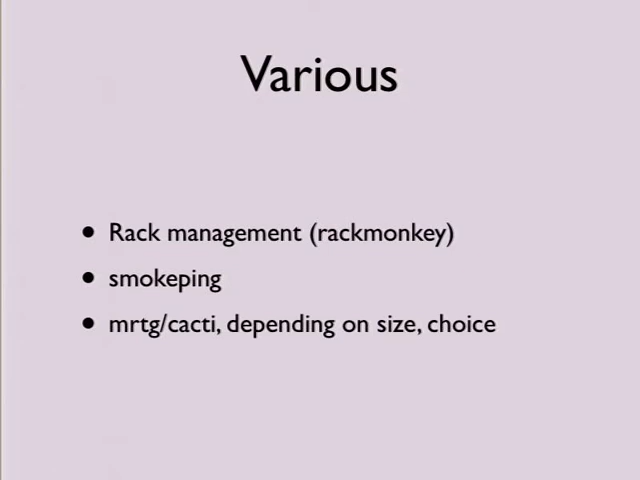 Various
• Rack management (rackmonkey)
• smokeping
• mrtg/cacti, depending on size, choice